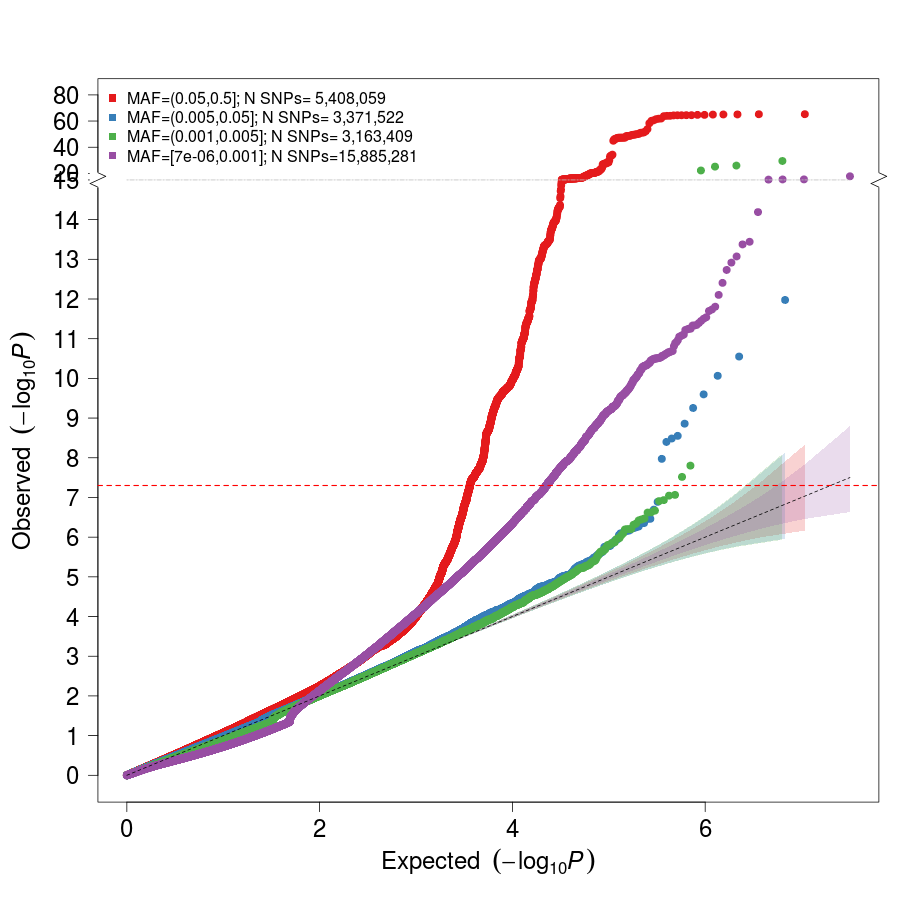 MAF=(0.05,0.5]; N SNPs= 5,408,059
MAF=(0.005,0.05]; N SNPs= 3,371,522
MAF=(0.001,0.005]; N SNPs= 3,163,409
MAF=[7e-06,0.001]; N SNPs=15,885,281
80
60
40
20
15
14
13
12
11
10
9
8
7
6
5
4
3
2
1
0
Observed (−log₁₀P)
0 2 4 6
Expected (−log₁₀P)